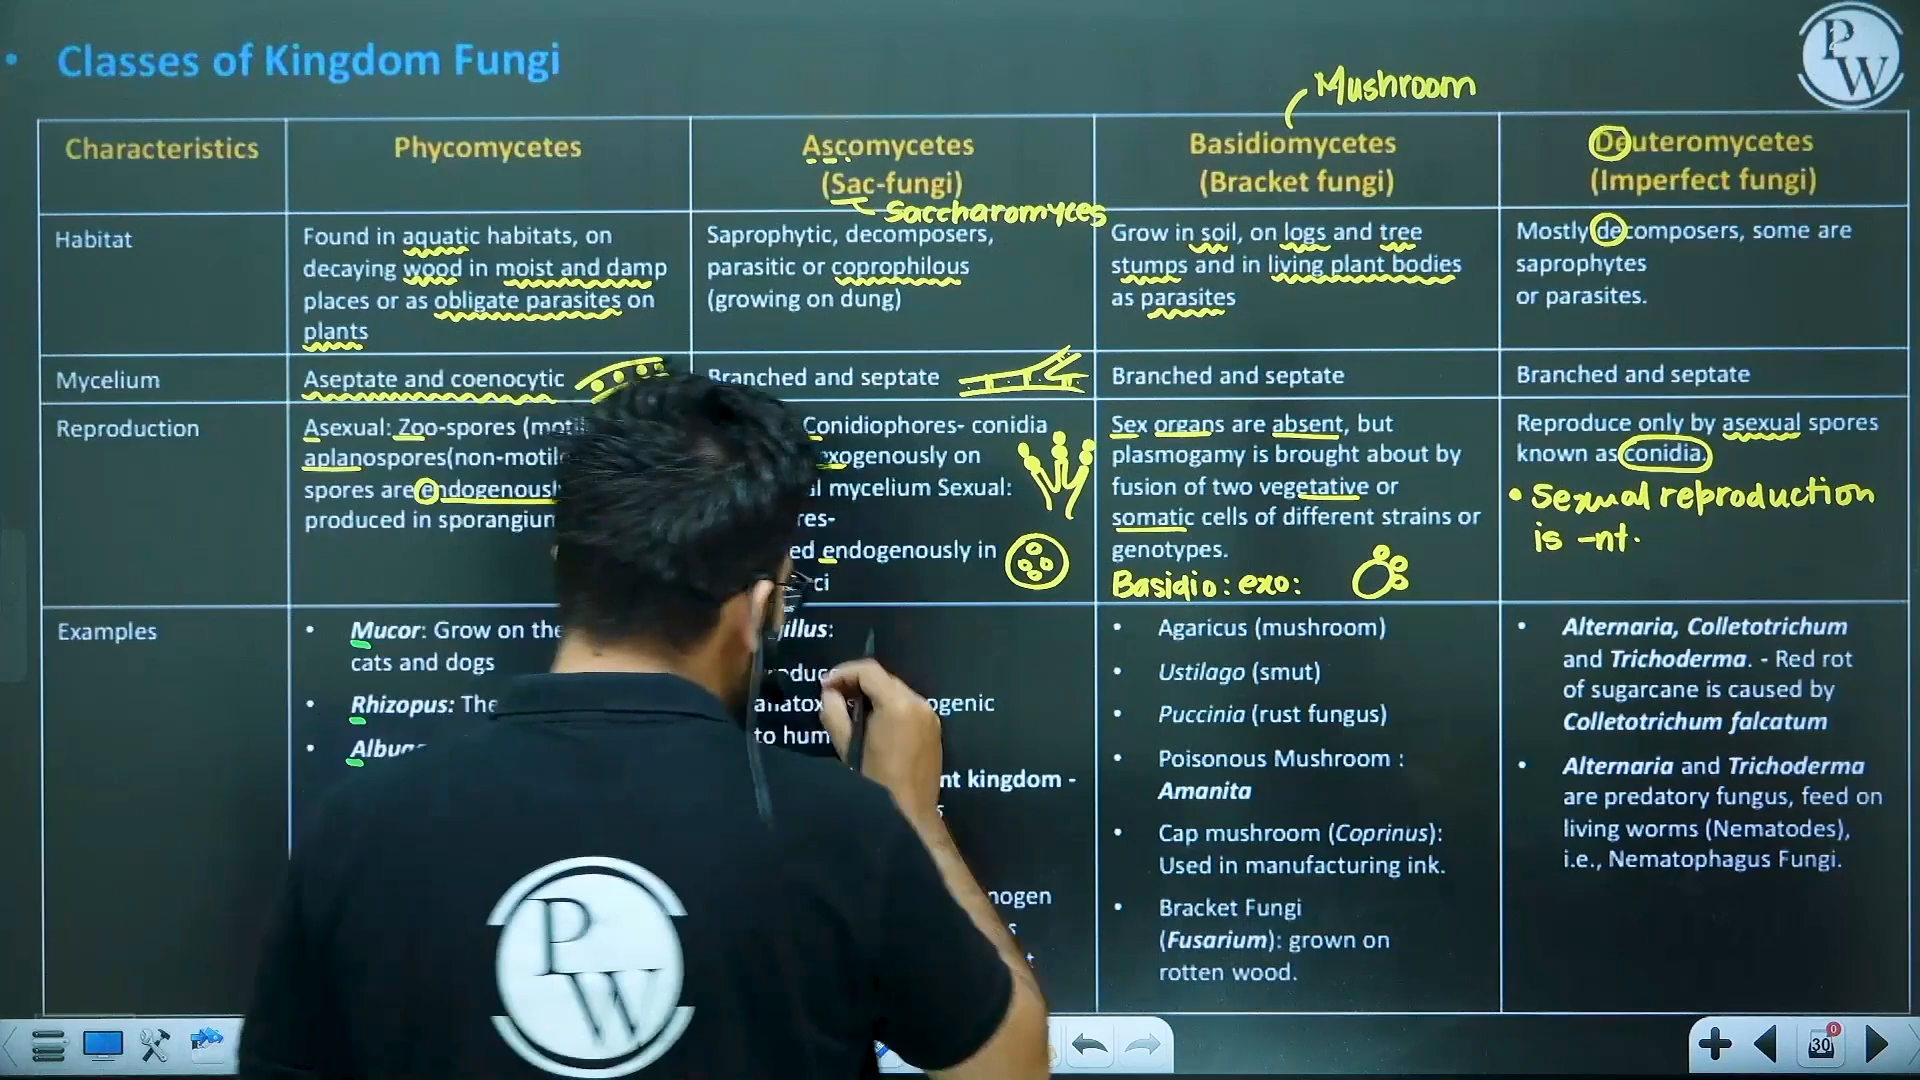 Classes of Kingdom Fungi
PW
Mushroom
Characteristics
Phycomycetes
Ascomycetes
(Sac-fungi)
Saccharomyces
Basidiomycetes
(Bracket fungi)
Deuteromycetes
(Imperfect fungi)
Habitat
Found in aquatic habitats, on
decaying wood in moist and damp
places or as obligate parasites on
plants
Saprophytic, decomposers,
parasitic or coprophilous
(growing on dung)
Grow in soil, on logs and tree
stumps and in living plant bodies
as parasites
Mostly decomposers, some are
saprophytes
or parasites.
Mycelium
Aseptate and coenocytic
Branched and septate
Branched and septate
Branched and septate
Reproduction
Asexual: Zoo-spores
aplanospores
spores are
produced in
Conidiophores- conidia
exogenously on
mycelium Sexual:
endogenously in
Sex organs are absent, but
plasmogamy is brought about by
fusion of two vegetative or
somatic cells of different strains or
genotypes.
Basidio: exo:
Reproduce only by asexual spores
known as conidia.
• Sexual reproduction
is -nt.
Examples
• Mucor: Grow on the
cats and dogs
• Rhizopus:
•
to
kingdom -
• Agaricus (mushroom)
• Ustilago (smut)
• Puccinia (rust fungus)
• Poisonous Mushroom :
Amanita
• Cap mushroom (Coprinus):
Used in manufacturing ink.
• Bracket Fungi
(Fusarium): grown on
rotten wood.
• Alternaria, Colletotrichum
and Trichoderma. - Red rot
of sugarcane is caused by
Colletotrichum falcatum
• Alternaria and Trichoderma
are predatory fungus, feed on
living worms (Nematodes),
i.e., Nematophagus Fungi.
PW
30
0